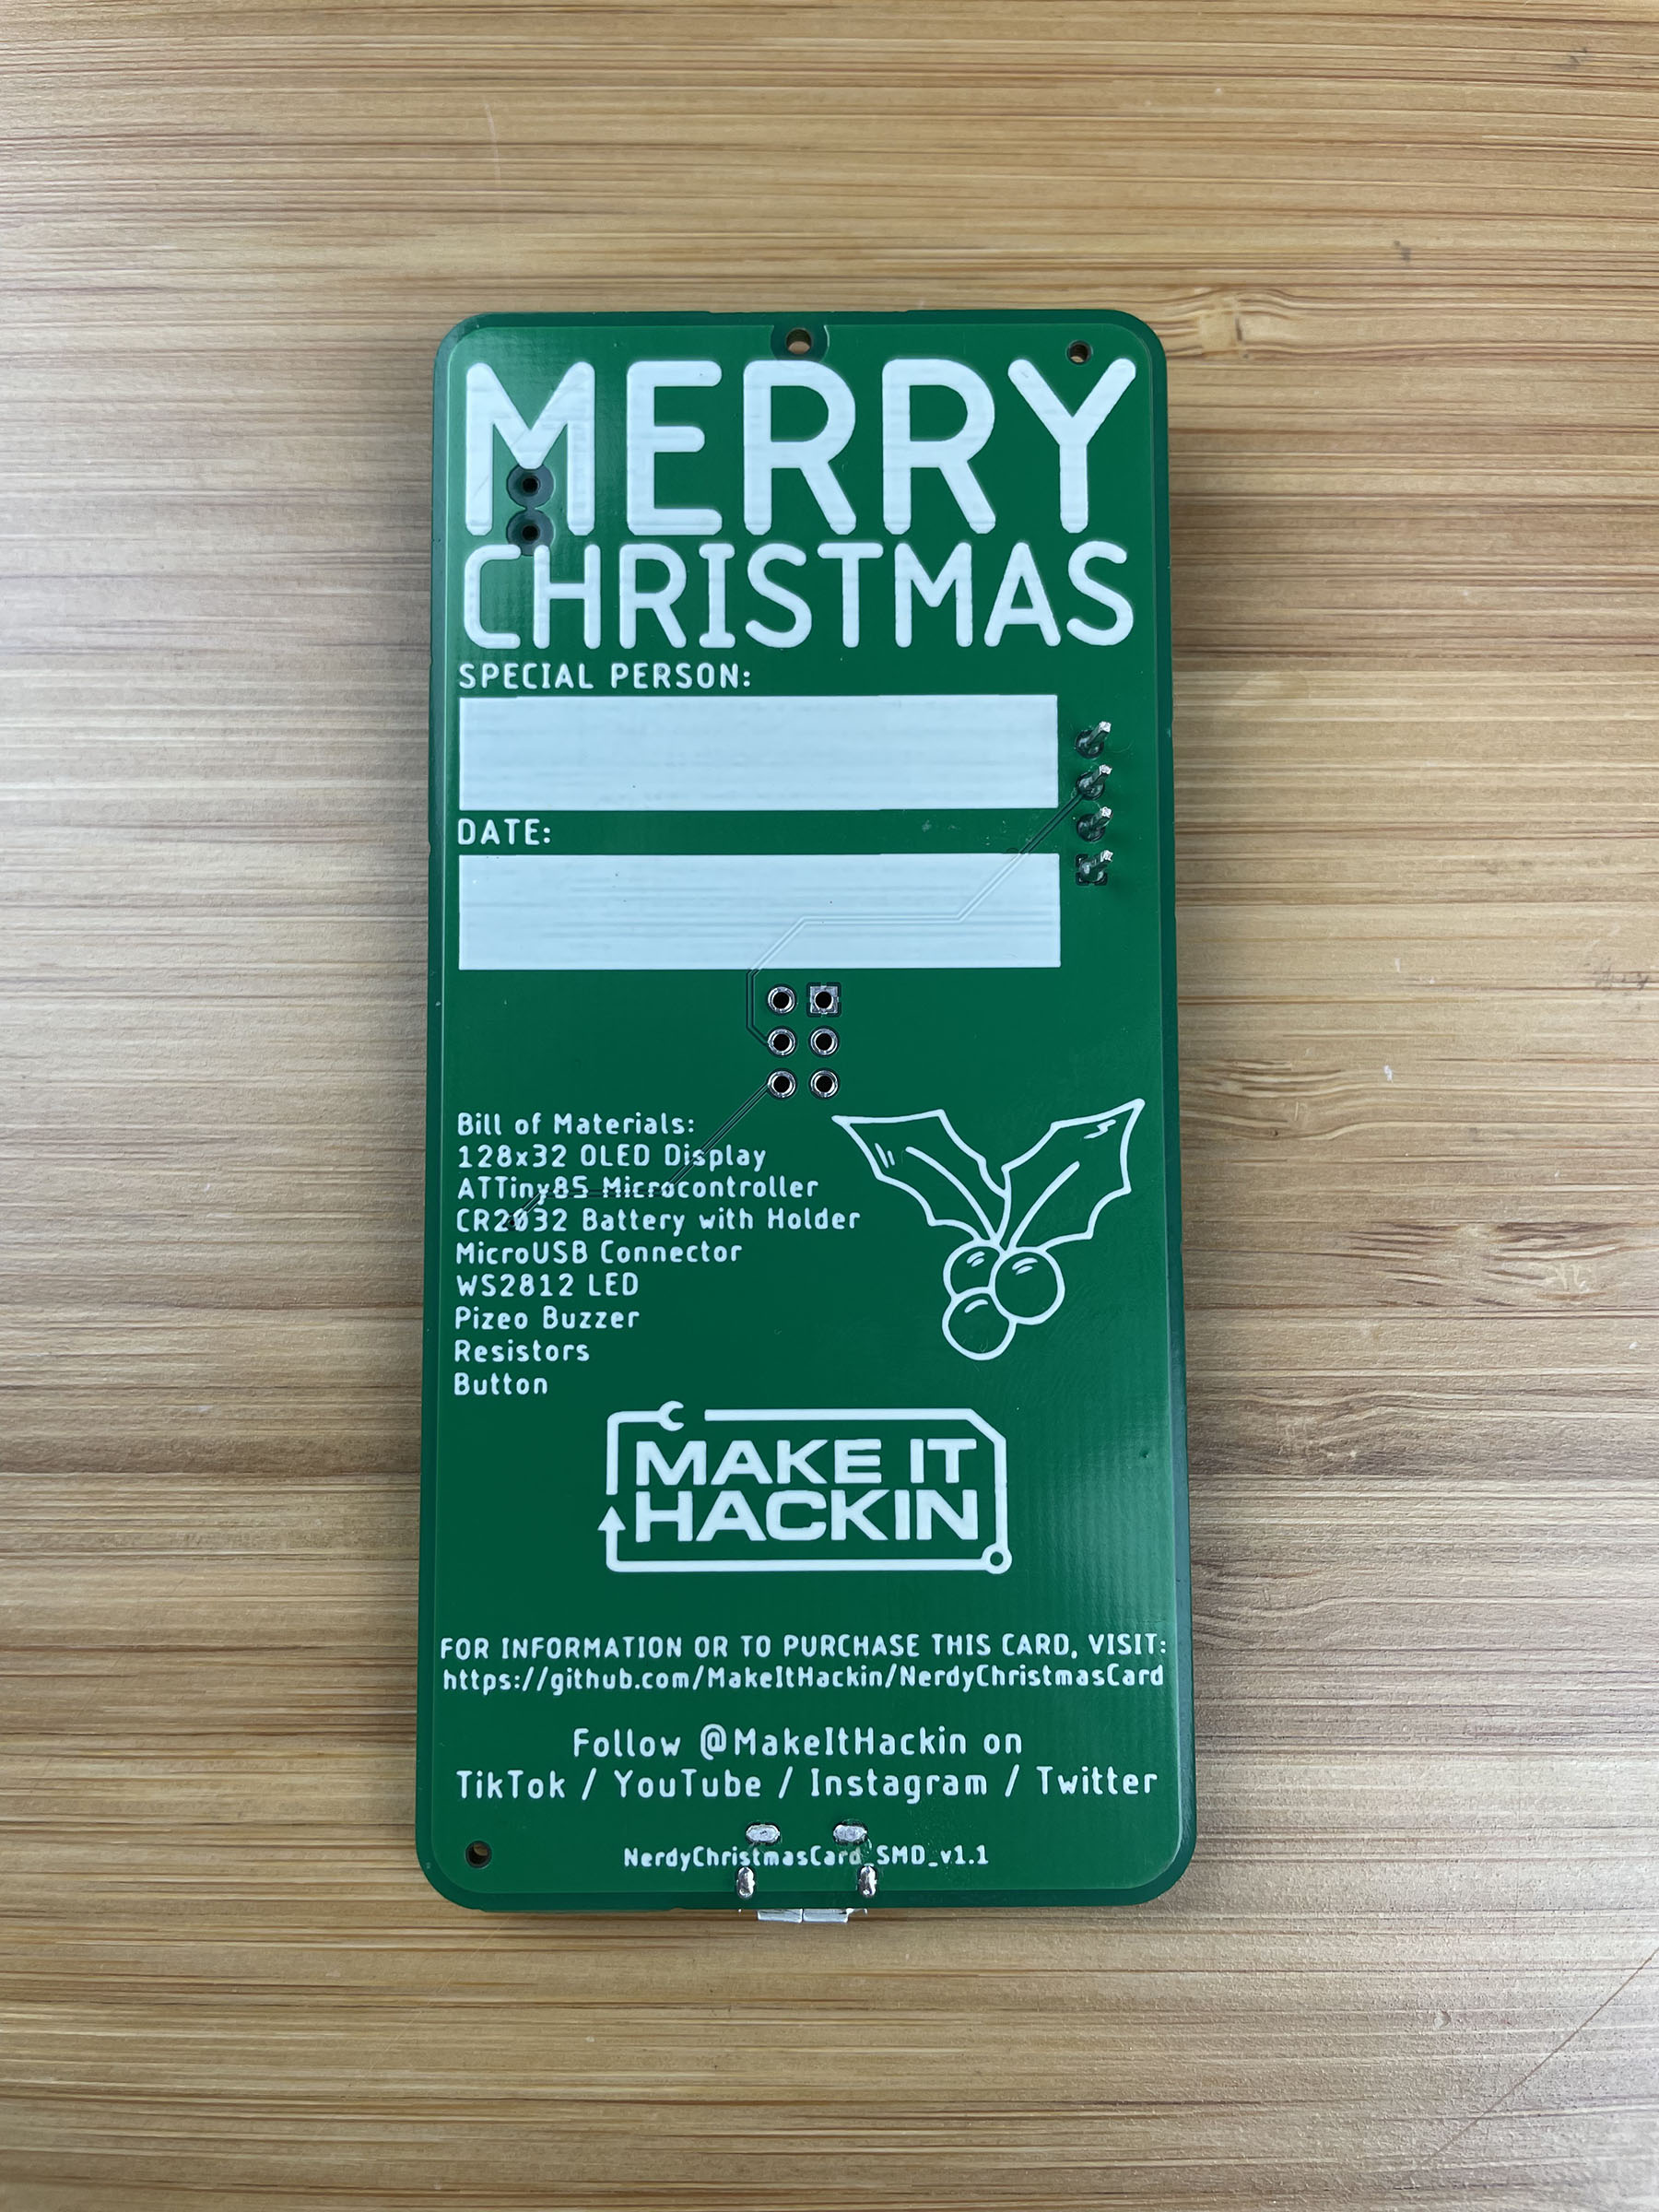 MERRY
CHRISTMAS
SPECIAL PERSON:
DATE:
Bill of Materials:
128x32 OLED Display
ATTiny85 Microcontroller
CR2032 Battery with Holder
MicroUSB Connector
WS2812 LED
Pizeo Buzzer
Resistors
Button
MAKE IT
HACKIN
FOR INFORMATION OR TO PURCHASE THIS CARD, VISIT:
https://github.com/MakeItHackin/NerdyChristmasCard
Follow @MakeItHackin on
TikTok / YouTube / Instagram / Twitter
NerdyChristmasCard_SMD_v1.1